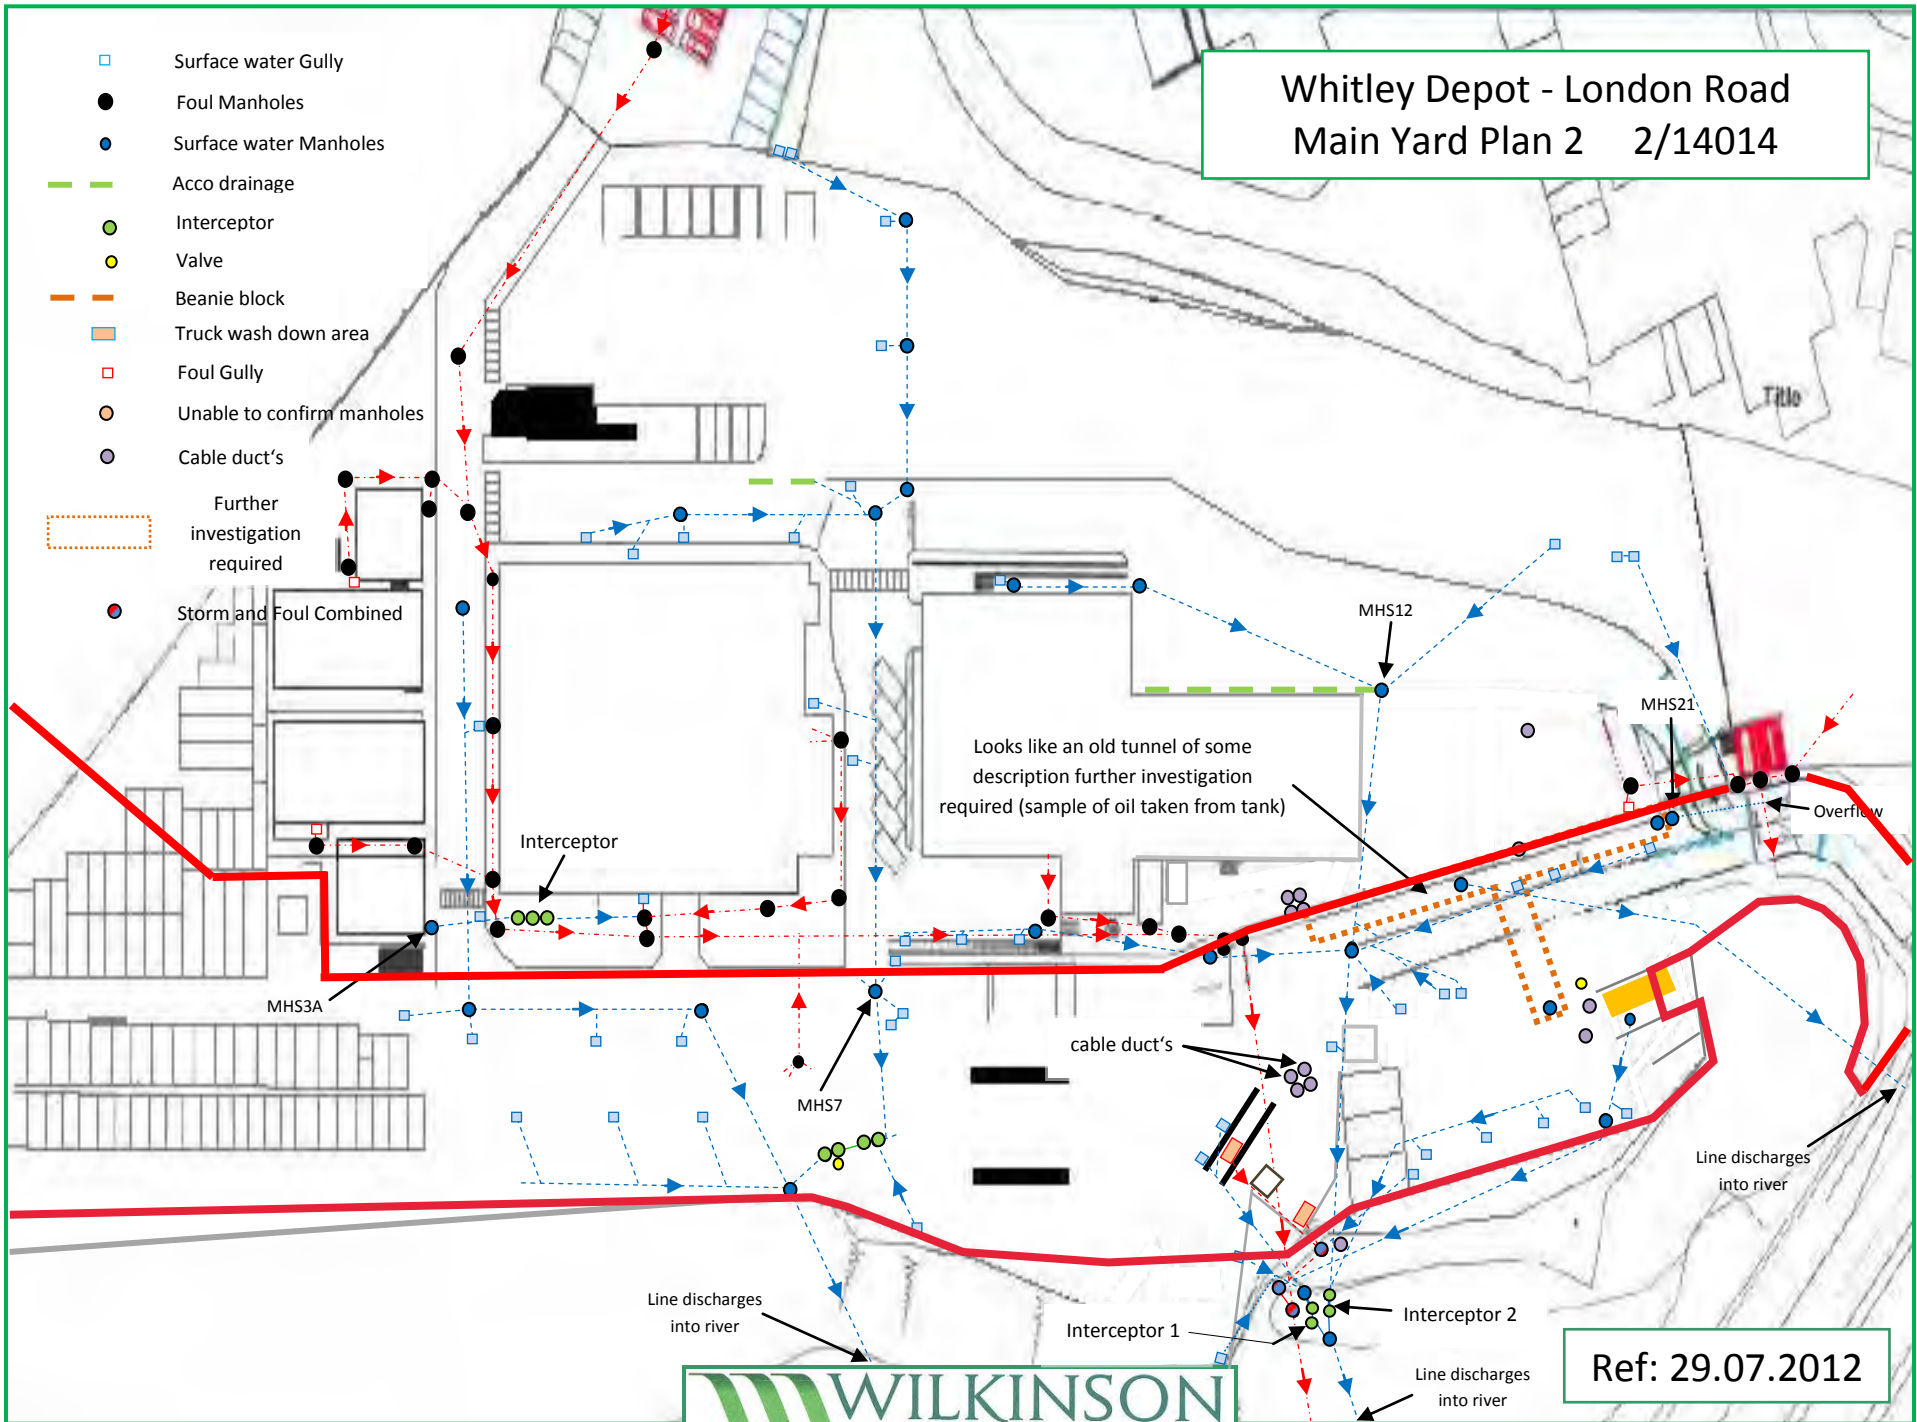 Whitley Depot - London Road
Main Yard Plan 2 2/14014
Surface water Gully
Foul Manholes
Surface water Manholes
Acco drainage
Interceptor
Valve
Beanie block
Truck wash down area
Foul Gully
Unable to confirm manholes
Cable duct‘s
Further
investigation
required
Storm and Foul Combined
Title
MHS12
MHS21
Looks like an old tunnel of some
description further investigation
required (sample of oil taken from tank)
Overflow
Interceptor
MHS3A
cable duct‘s
MHS7
Line discharges
into river
Line discharges
into river
Interceptor 1
Interceptor 2
Line discharges
into river
Ref: 29.07.2012
WILKINSON